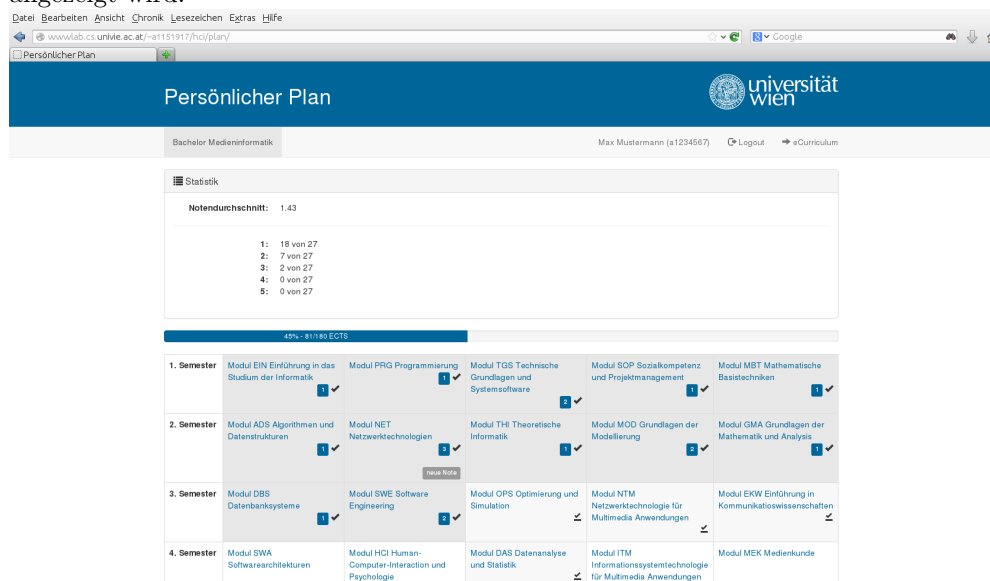 angezeigt wird.
Datei Bearbeiten Ansicht Chronik Lesezeichen Extras Hilfe
wwwlab.cs.univie.ac.at/~a1151917/hci/plan/
Google
Persönlicher Plan
Persönlicher Plan
universität
wien
Bachelor Medieninformatik
Max Mustermann (a1234567)
Logout
eCurriculum
Statistik
Notendurchschnitt: 1.43
1: 18 von 27
2: 7 von 27
3: 2 von 27
4: 0 von 27
5: 0 von 27
45% - 81/180 ECTS
1. Semester
Modul EIN Einführung in das
Studium der Informatik
1
Modul PRG Programmierung
1
Modul TGS Technische
Grundlagen und
Systemsoftware
2
Modul SOP Sozialkompetenz
und Projektmanagement
1
Modul MBT Mathematische
Basistechniken
1
2. Semester
Modul ADS Algorithmen und
Datenstrukturen
1
Modul NET
Netzwerktechnologien
3
neue Note
Modul THI Theoretische
Informatik
1
Modul MOD Grundlagen der
Modellierung
2
Modul GMA Grundlagen der
Mathematik und Analysis
1
3. Semester
Modul DBS
Datenbanksysteme
1
Modul SWE Software
Engineering
2
Modul OPS Optimierung und
Simulation
Modul NTM
Netzwerktechnologie für
Multimedia Anwendungen
Modul EKW Einführung in
Kommunikatioswissenschaften
4. Semester
Modul SWA
Softwarearchitekturen
Modul HCI Human-
Computer-Interaction und
Psychologie
Modul DAS Datenanalyse
und Statistik
Modul ITM
Informationssystemtechnologie
für Multimedia Anwendungen
Modul MEK Medienkunde